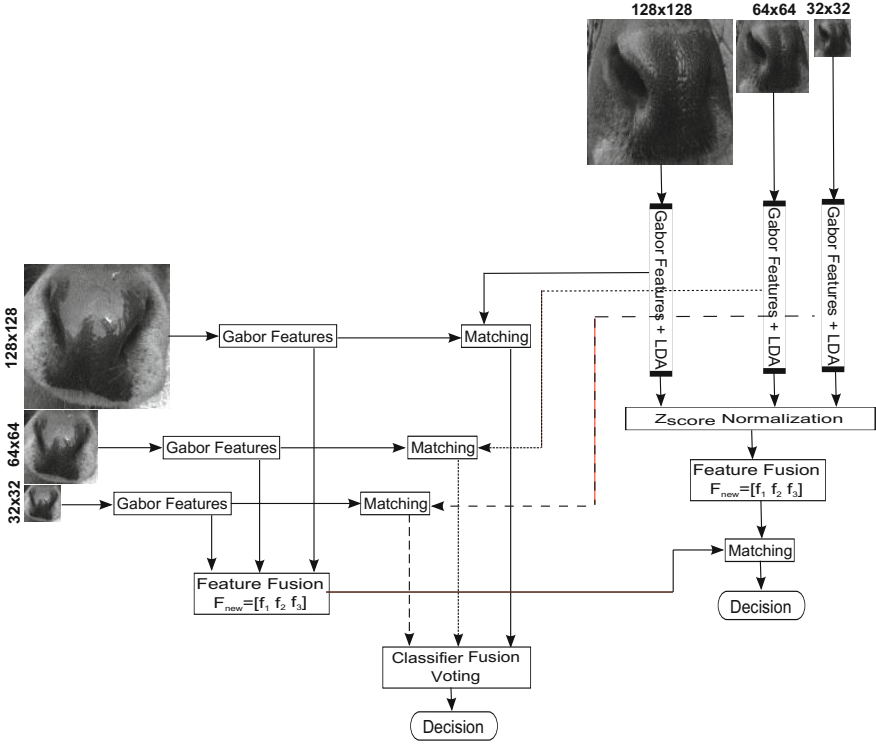 128x128
64x64
32x32
Gabor Features + LDA
Gabor Features + LDA
Gabor Features + LDA
128x128
Gabor Features
Matching
Zscore Normalization
64x64
Gabor Features
Matching
Feature Fusion
Fnew=[f1 f2 f3]
32x32
Gabor Features
Matching
Matching
Feature Fusion
Fnew=[f1 f2 f3]
Decision
Classifier Fusion
Voting
Decision